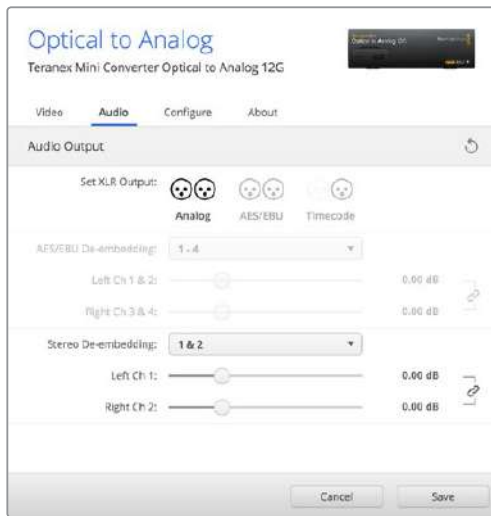 Optical to Analog
Teranex Mini Converter Optical to Analog 12G
Video Audio Configure About
Audio Output
Set XLR Output:
Analog AES/EBU Timecode
AES/EBU De-embedding: 1 - 4
Left Ch 1 & 2: 0.00 dB
Right Ch 3 & 4: 0.00 dB
Stereo De-embedding: 1 & 2
Left Ch 1: 0.00 dB
Right Ch 2: 0.00 dB
Cancel Save